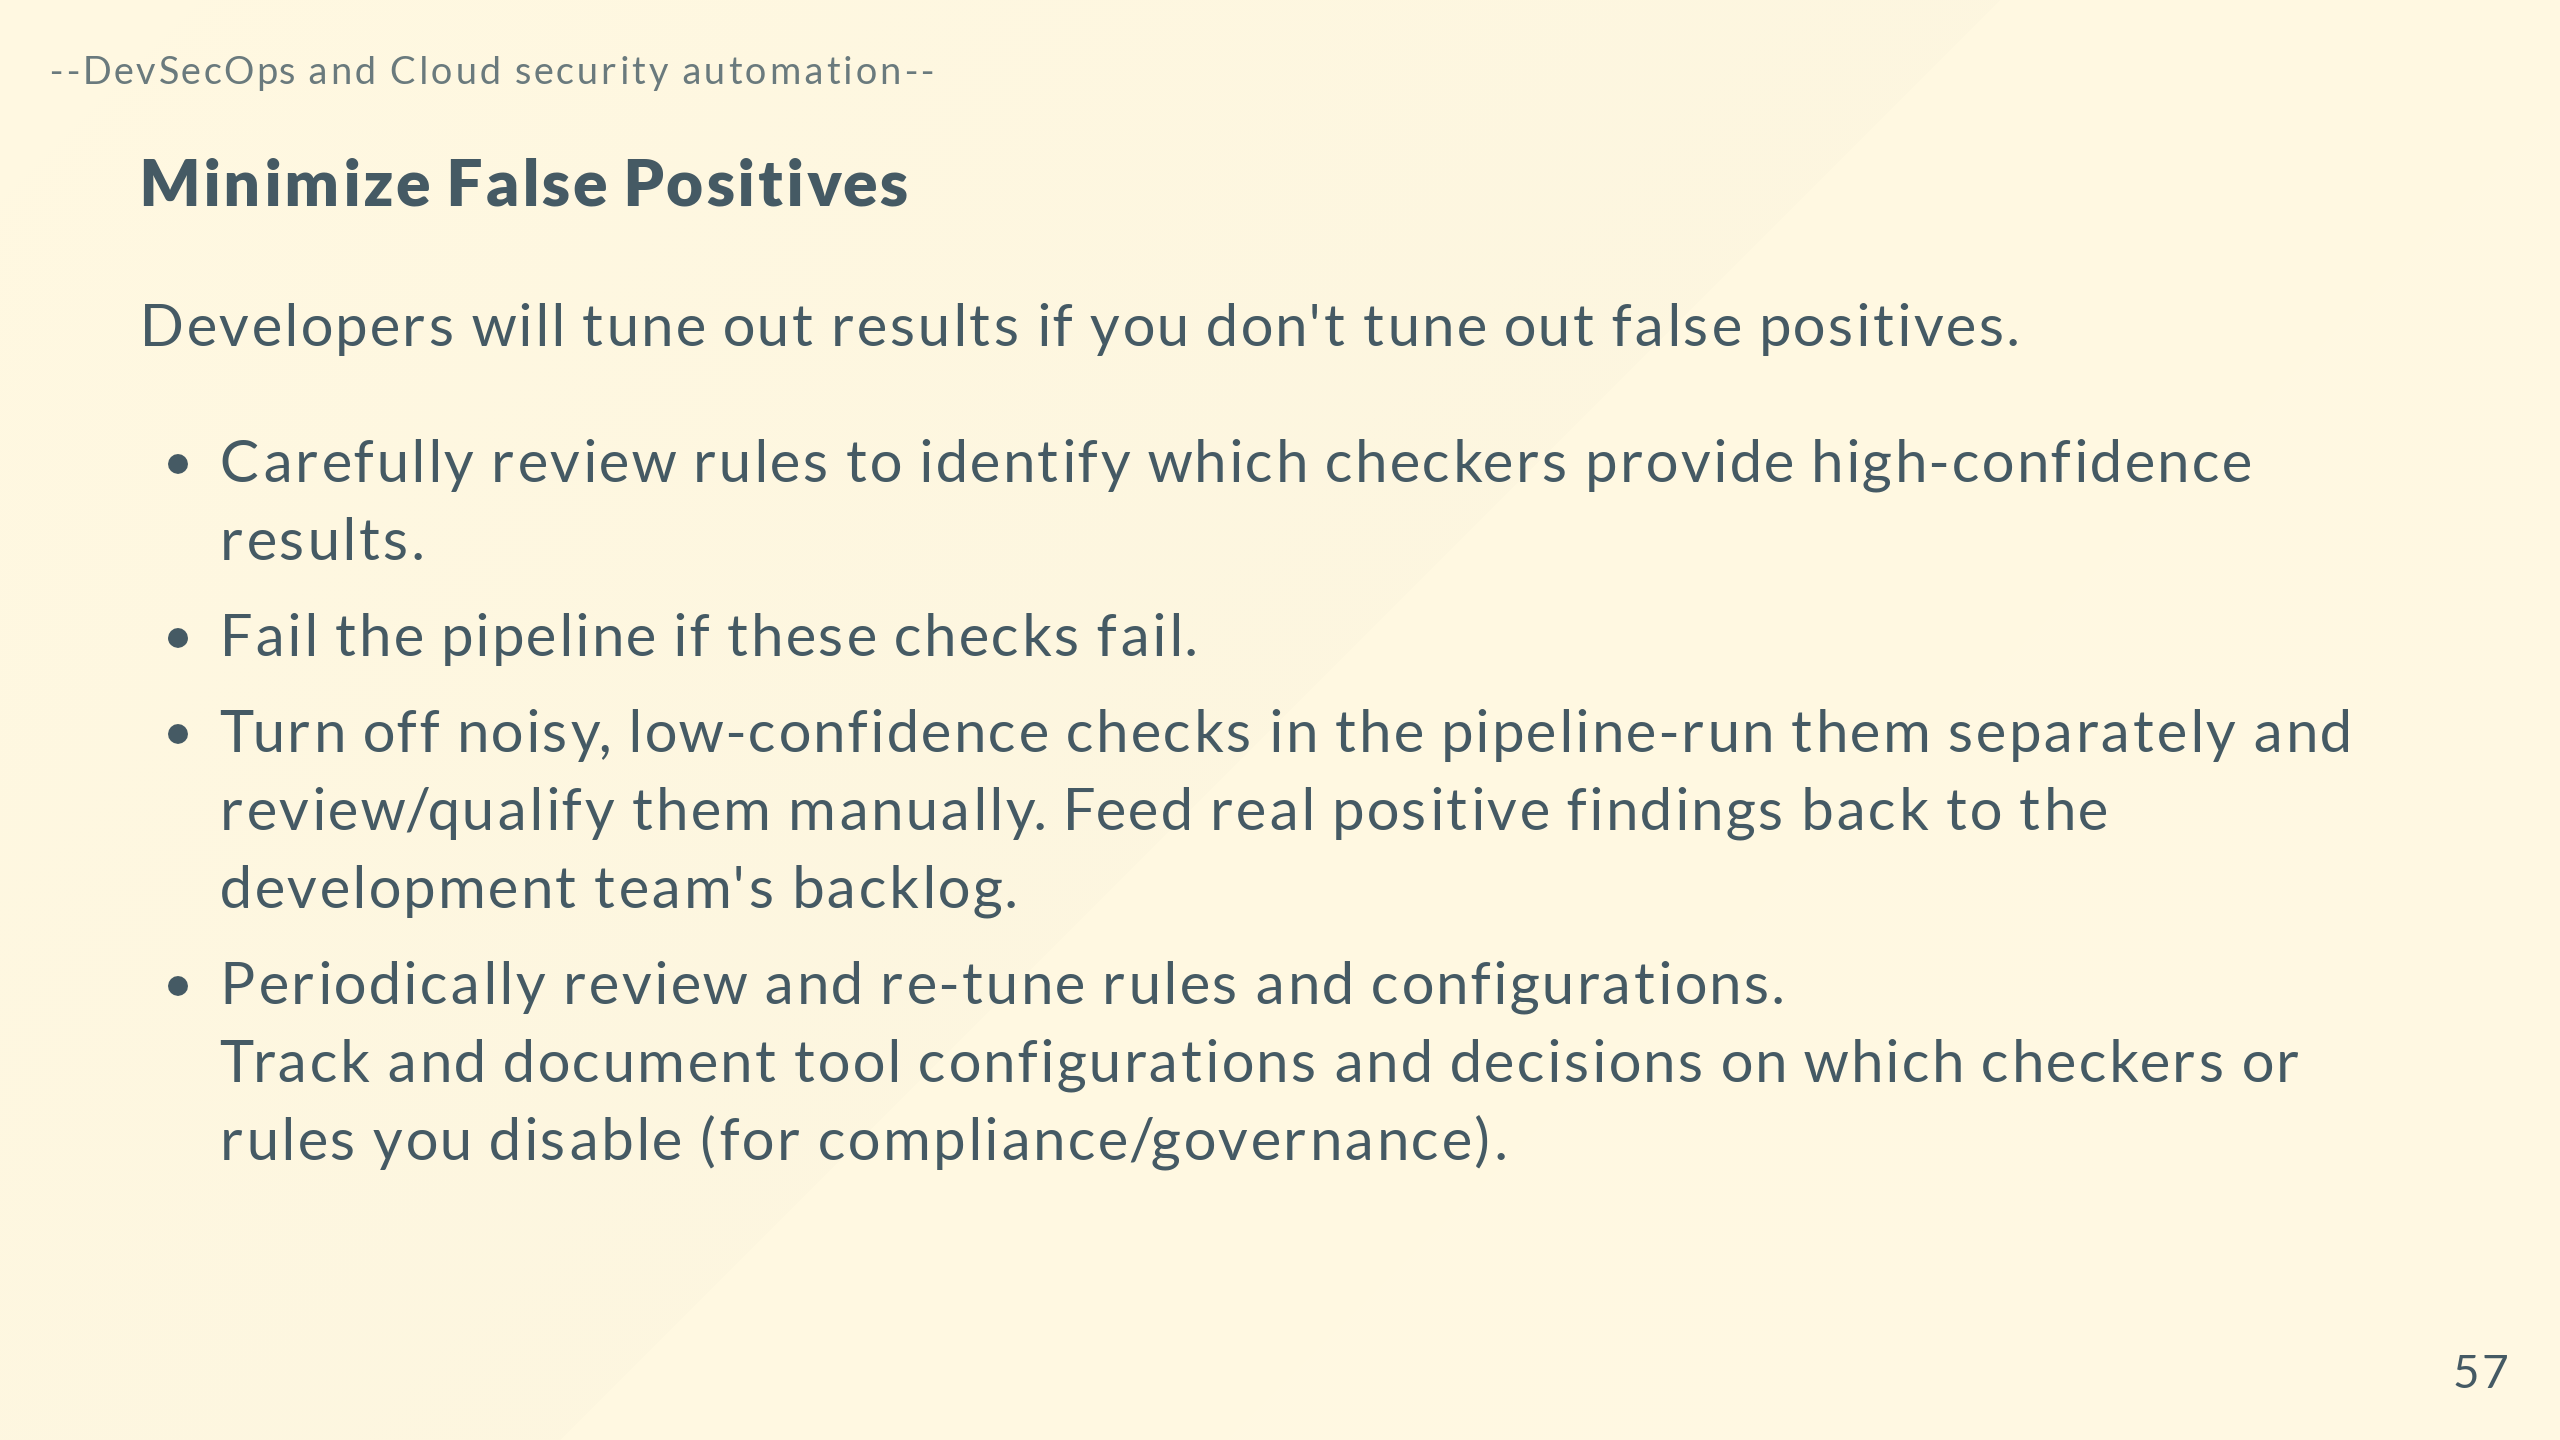 --DevSecOps and Cloud security automation--
Minimize False Positives
Developers will tune out results if you don't tune out false positives.
• Carefully review rules to identify which checkers provide high-confidence
results.
• Fail the pipeline if these checks fail.
• Turn off noisy, low-confidence checks in the pipeline-run them separately and
review/qualify them manually. Feed real positive findings back to the
development team's backlog.
• Periodically review and re-tune rules and configurations.
Track and document tool configurations and decisions on which checkers or
rules you disable (for compliance/governance).
57